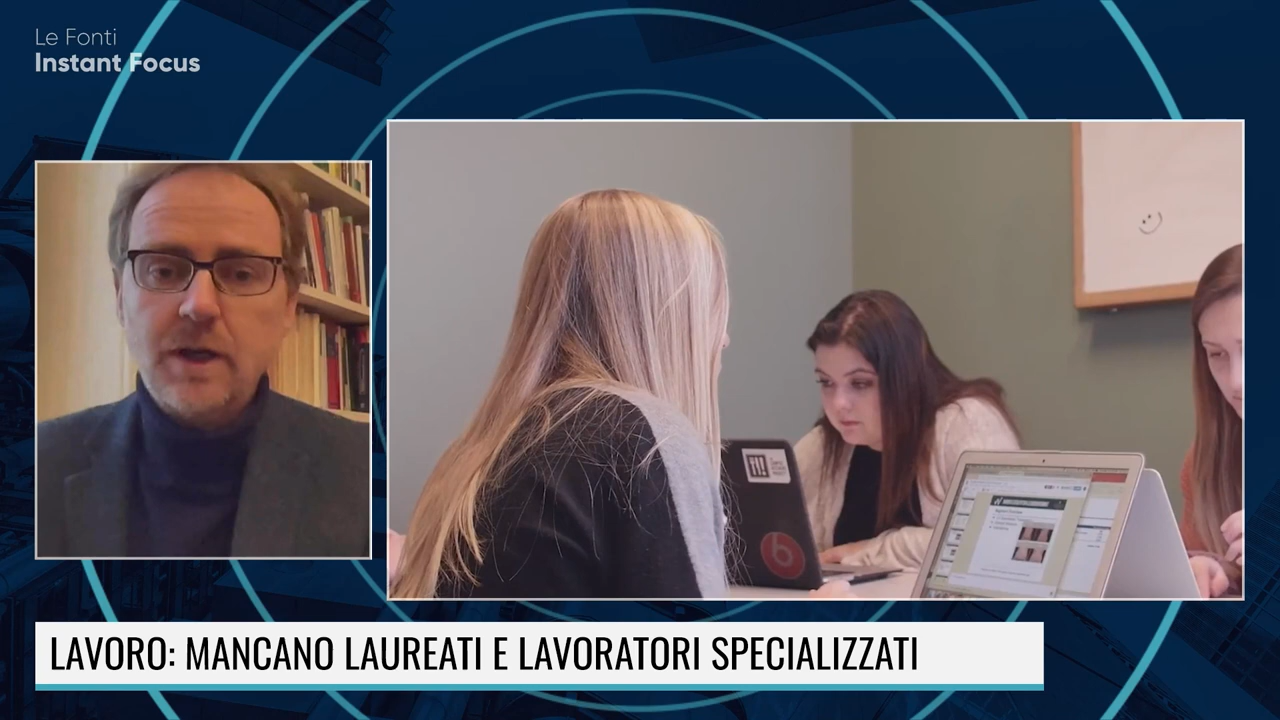 Le Fonti
Instant Focus
LAVORO: MANCANO LAUREATI E LAVORATORI SPECIALIZZATI